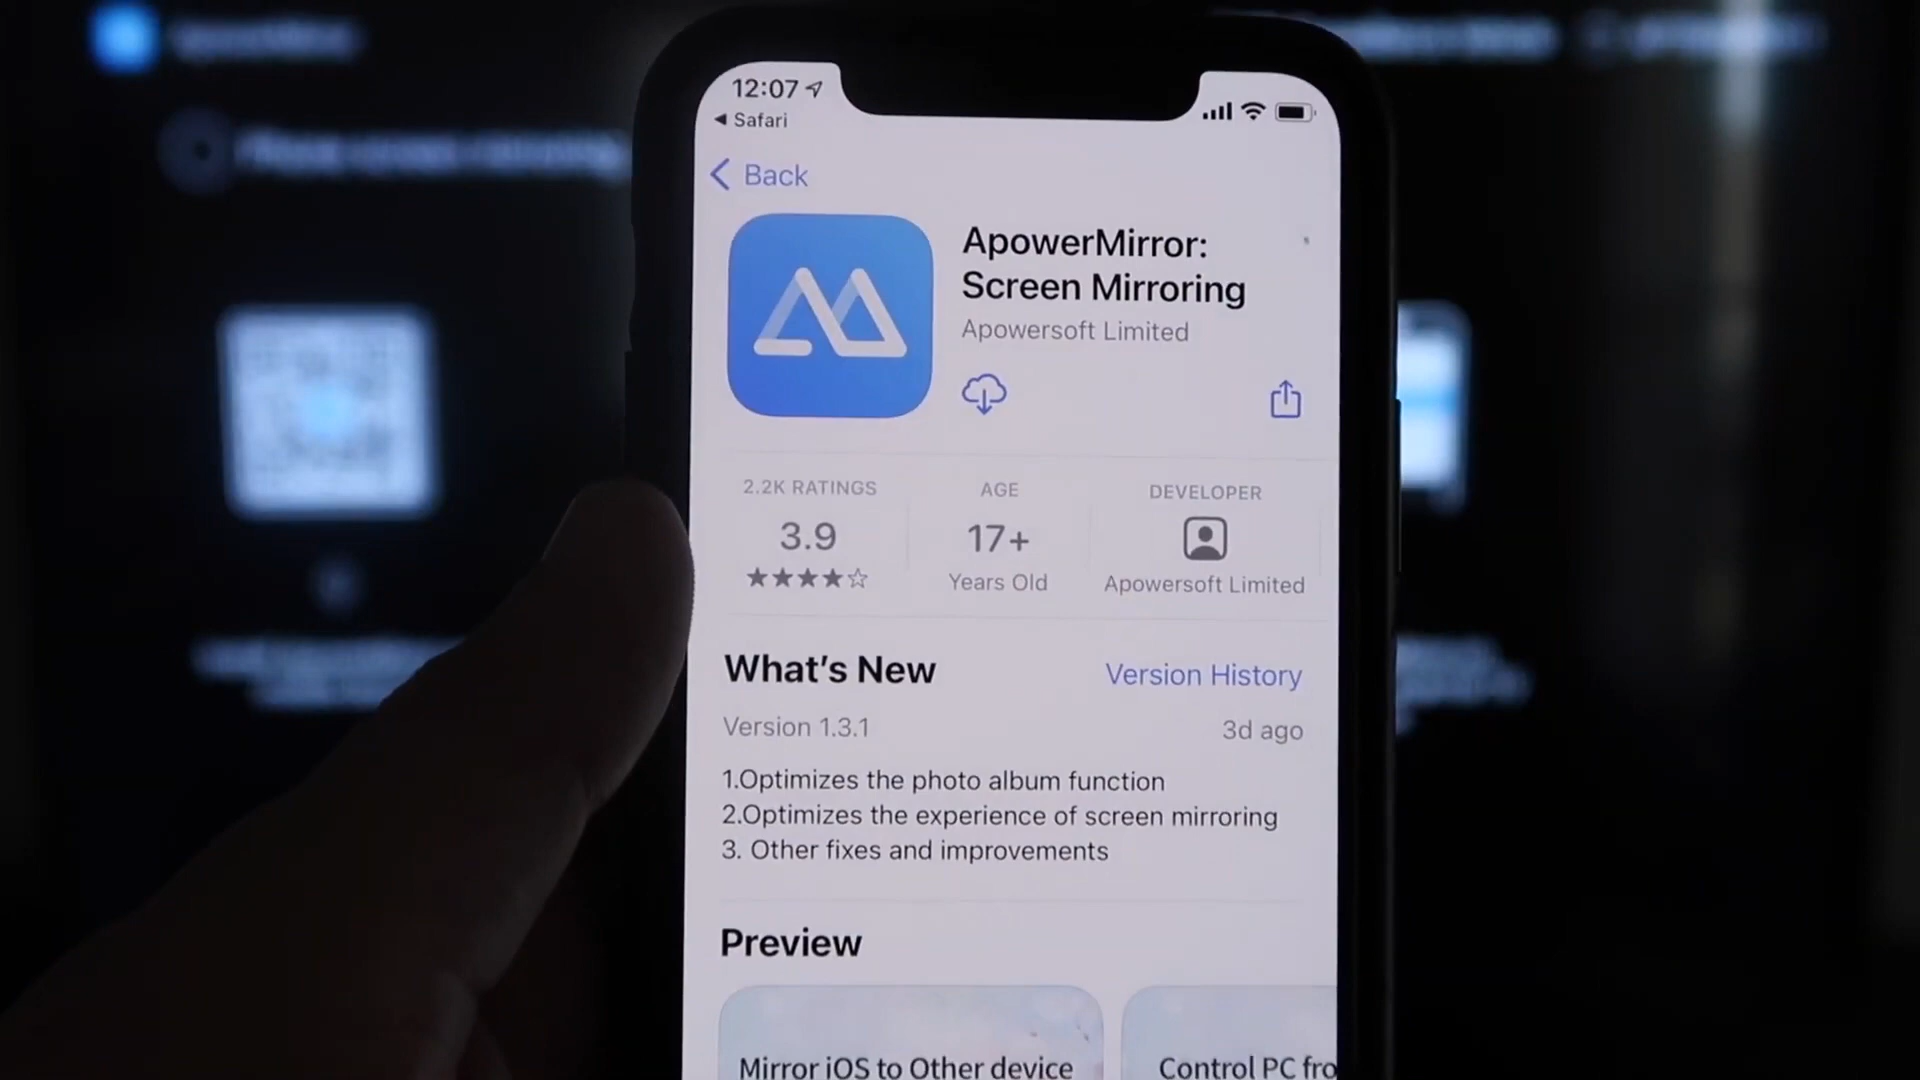 12:07
◀ Safari
Back
ApowerMirror:
Screen Mirroring
Apowersoft Limited
2.2K RATINGS
AGE
DEVELOPER
3.9
17+
★★★★☆
Years Old
Apowersoft Limited
What's New
Version History
Version 1.3.1
3d ago
1.Optimizes the photo album function
2.Optimizes the experience of screen mirroring
3. Other fixes and improvements
Preview
Mirror iOS to Other device
Control PC fro